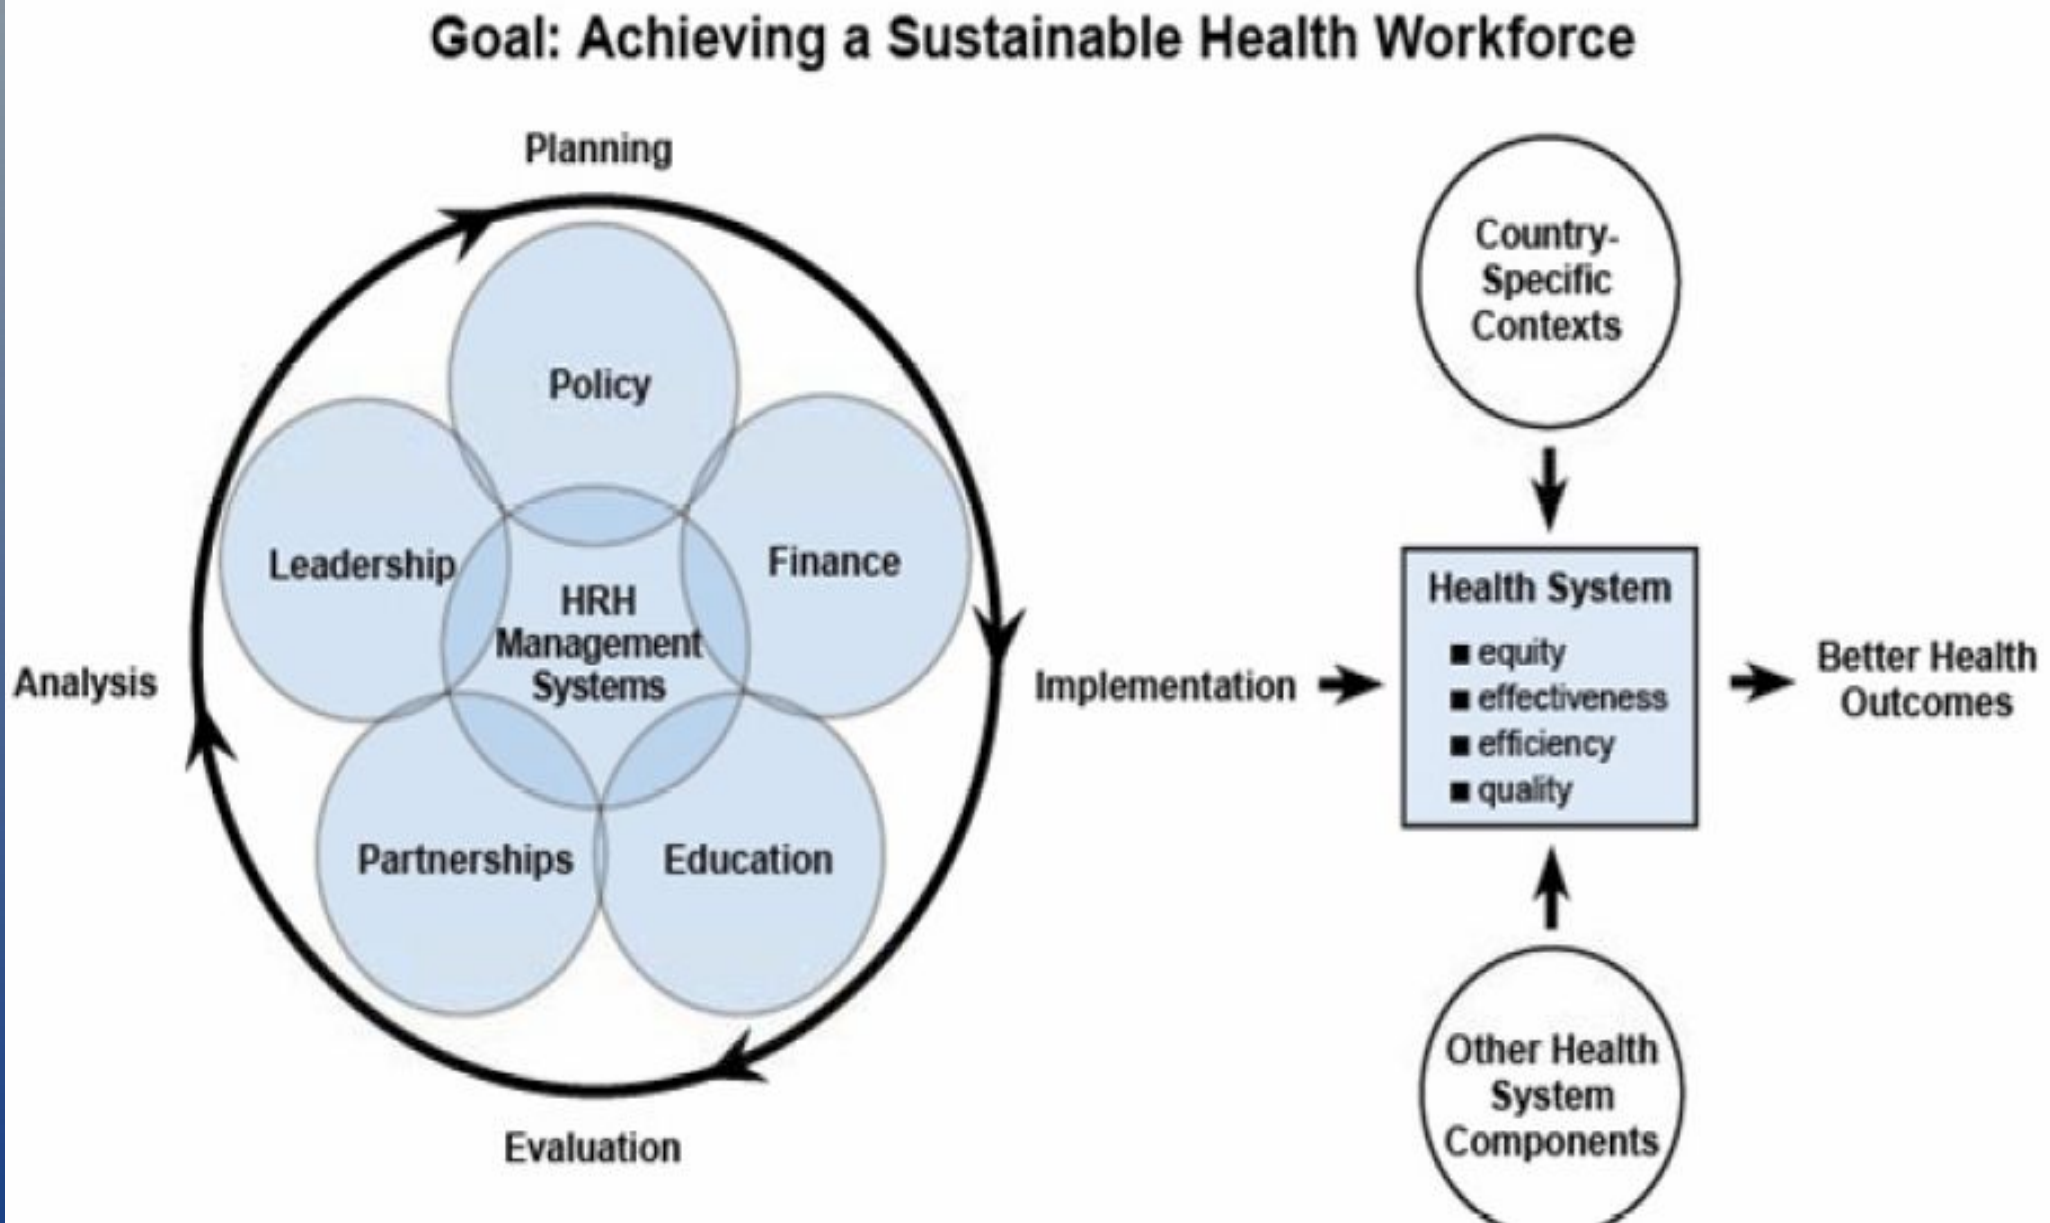 Goal: Achieving a Sustainable Health Workforce
Planning
Policy
Leadership
Finance
HRH
Management
Systems
Partnerships
Education
Analysis
Implementation
Evaluation
Country-
Specific
Contexts
Health System
■ equity
■ effectiveness
■ efficiency
■ quality
Better Health
Outcomes
Other Health
System
Components